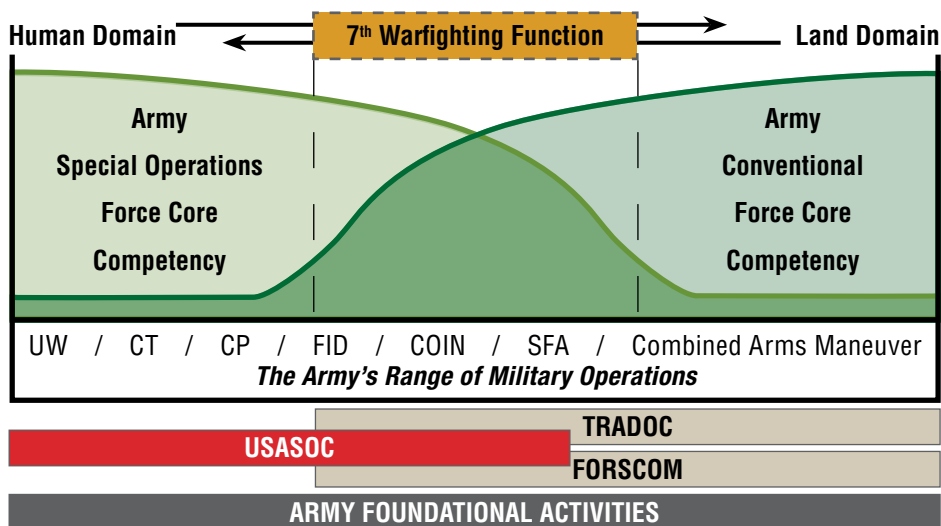 Human Domain
7th Warfighting Function
Land Domain
Army
Special Operations
Force Core
Competency
Army
Conventional
Force Core
Competency
UW / CT / CP / FID / COIN / SFA / Combined Arms Maneuver
The Army's Range of Military Operations
TRADOC
USASOC
FORSCOM
ARMY FOUNDATIONAL ACTIVITIES